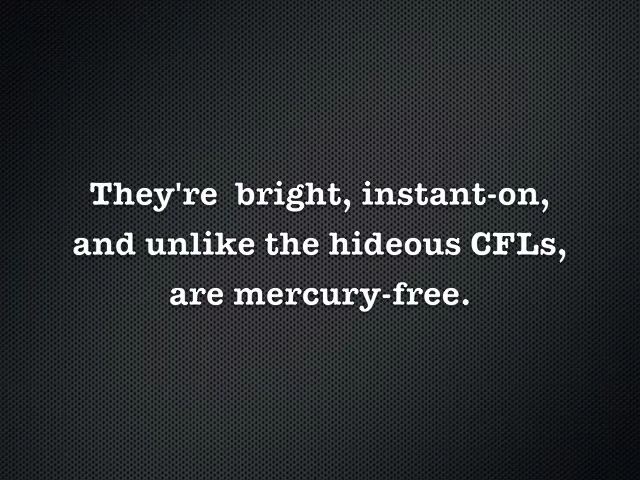 They're  bright, instant-on,
and unlike the hideous CFLs,
are mercury-free.